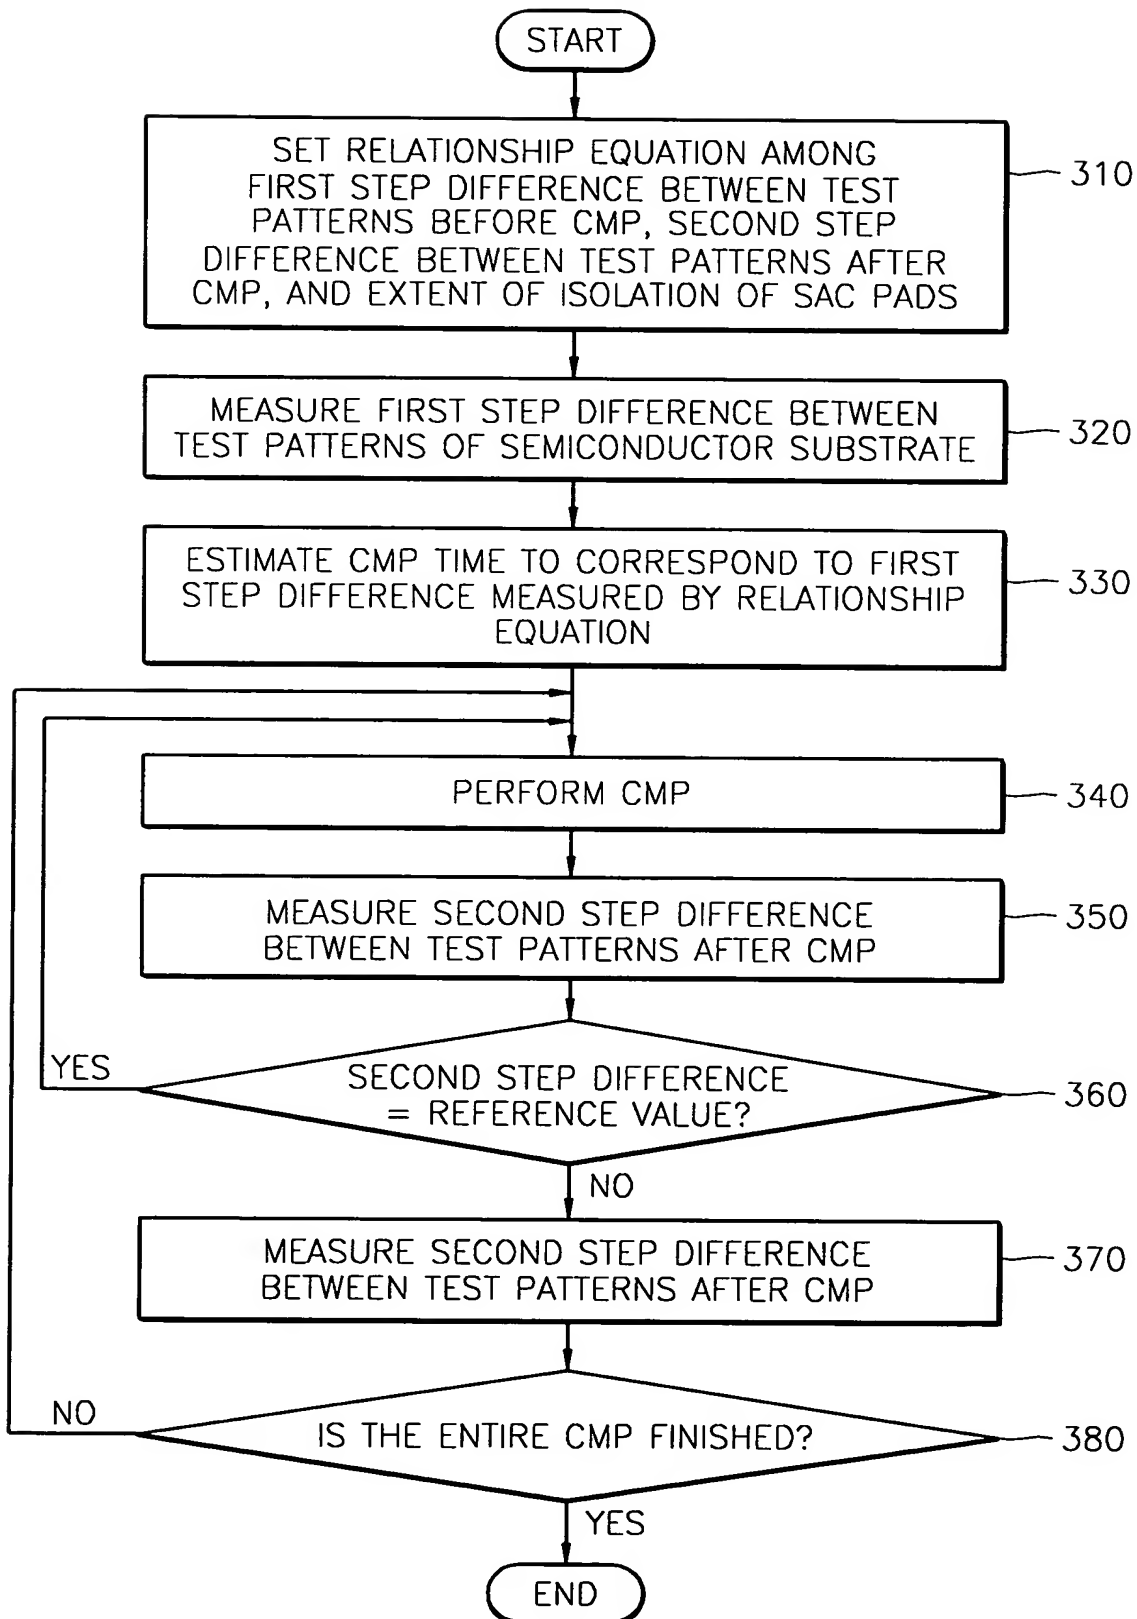 START
SET RELATIONSHIP EQUATION AMONG
FIRST STEP DIFFERENCE BETWEEN TEST
PATTERNS BEFORE CMP, SECOND STEP
DIFFERENCE BETWEEN TEST PATTERNS AFTER
CMP, AND EXTENT OF ISOLATION OF SAC PADS
310
MEASURE FIRST STEP DIFFERENCE BETWEEN
TEST PATTERNS OF SEMICONDUCTOR SUBSTRATE
320
ESTIMATE CMP TIME TO CORRESPOND TO FIRST
STEP DIFFERENCE MEASURED BY RELATIONSHIP
EQUATION
330
PERFORM CMP
340
MEASURE SECOND STEP DIFFERENCE
BETWEEN TEST PATTERNS AFTER CMP
350
YES
SECOND STEP DIFFERENCE
= REFERENCE VALUE?
360
NO
MEASURE SECOND STEP DIFFERENCE
BETWEEN TEST PATTERNS AFTER CMP
370
NO
IS THE ENTIRE CMP FINISHED?
380
YES
END